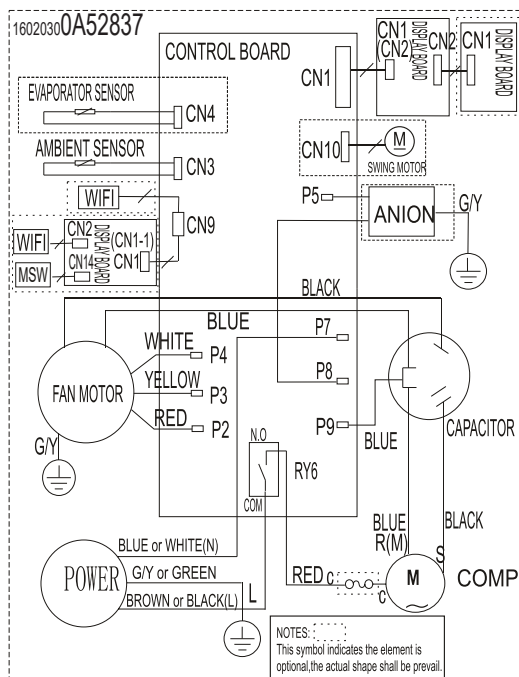 16020300A52837
CONTROL BOARD
CN1
CN1
(CN2)
DISPLAY BOARD
CN2
CN1
DISPLAY BOARD
EVAPORATOR SENSOR
CN4
AMBIENT SENSOR
CN3
CN10
M
SWING MOTOR
WIFI
CN9
P5
ANION
G/Y
WIFI
CN2
MSW
CN14
DISPLAY BOARD
(CN1-1)
CN1
BLACK
BLUE
WHITE
P4
P7
FAN MOTOR
YELLOW
P3
P8
RED
P2
P9
BLUE
CAPACITOR
G/Y
N.O
RY6
COM
BLUE
R(M)
BLACK
S
POWER
BLUE or WHITE(N)
G/Y or GREEN
BROWN or BLACK(L)
L
RED
C
C
M
COMP
NOTES:
This symbol indicates the element is
optional,the actual shape shall be prevail.